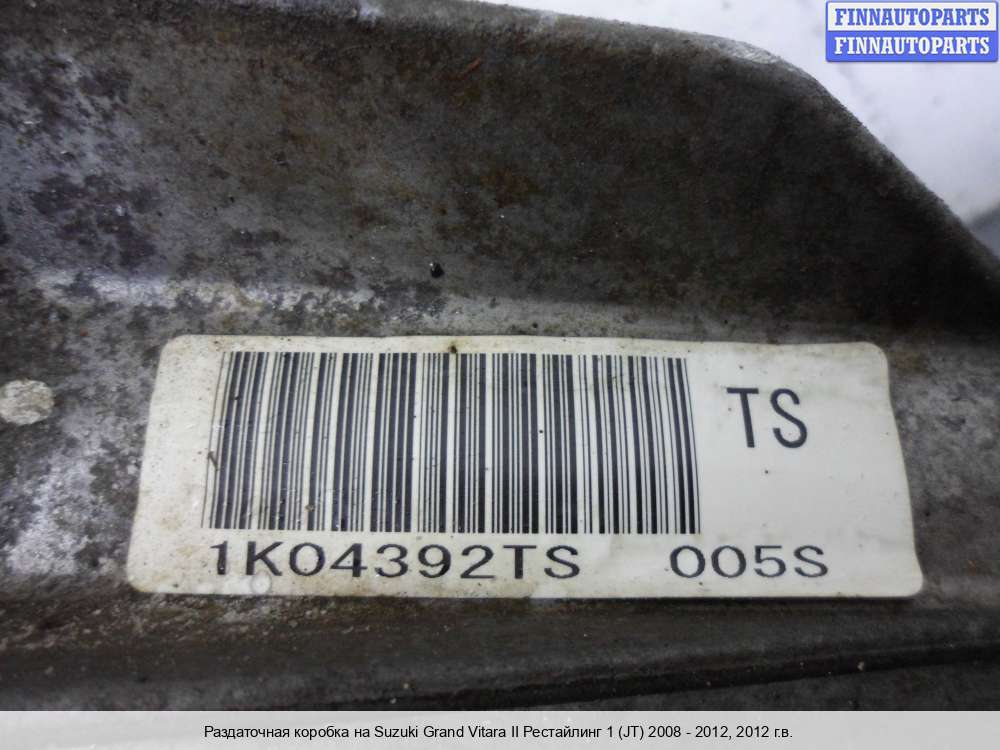 FINNAUTOPARTS
FINNAUTOPARTS
TS
1K04392TS 005S
Раздаточная коробка на Suzuki Grand Vitara II Рестайлинг 1 (JT) 2008 - 2012, 2012 г.в.